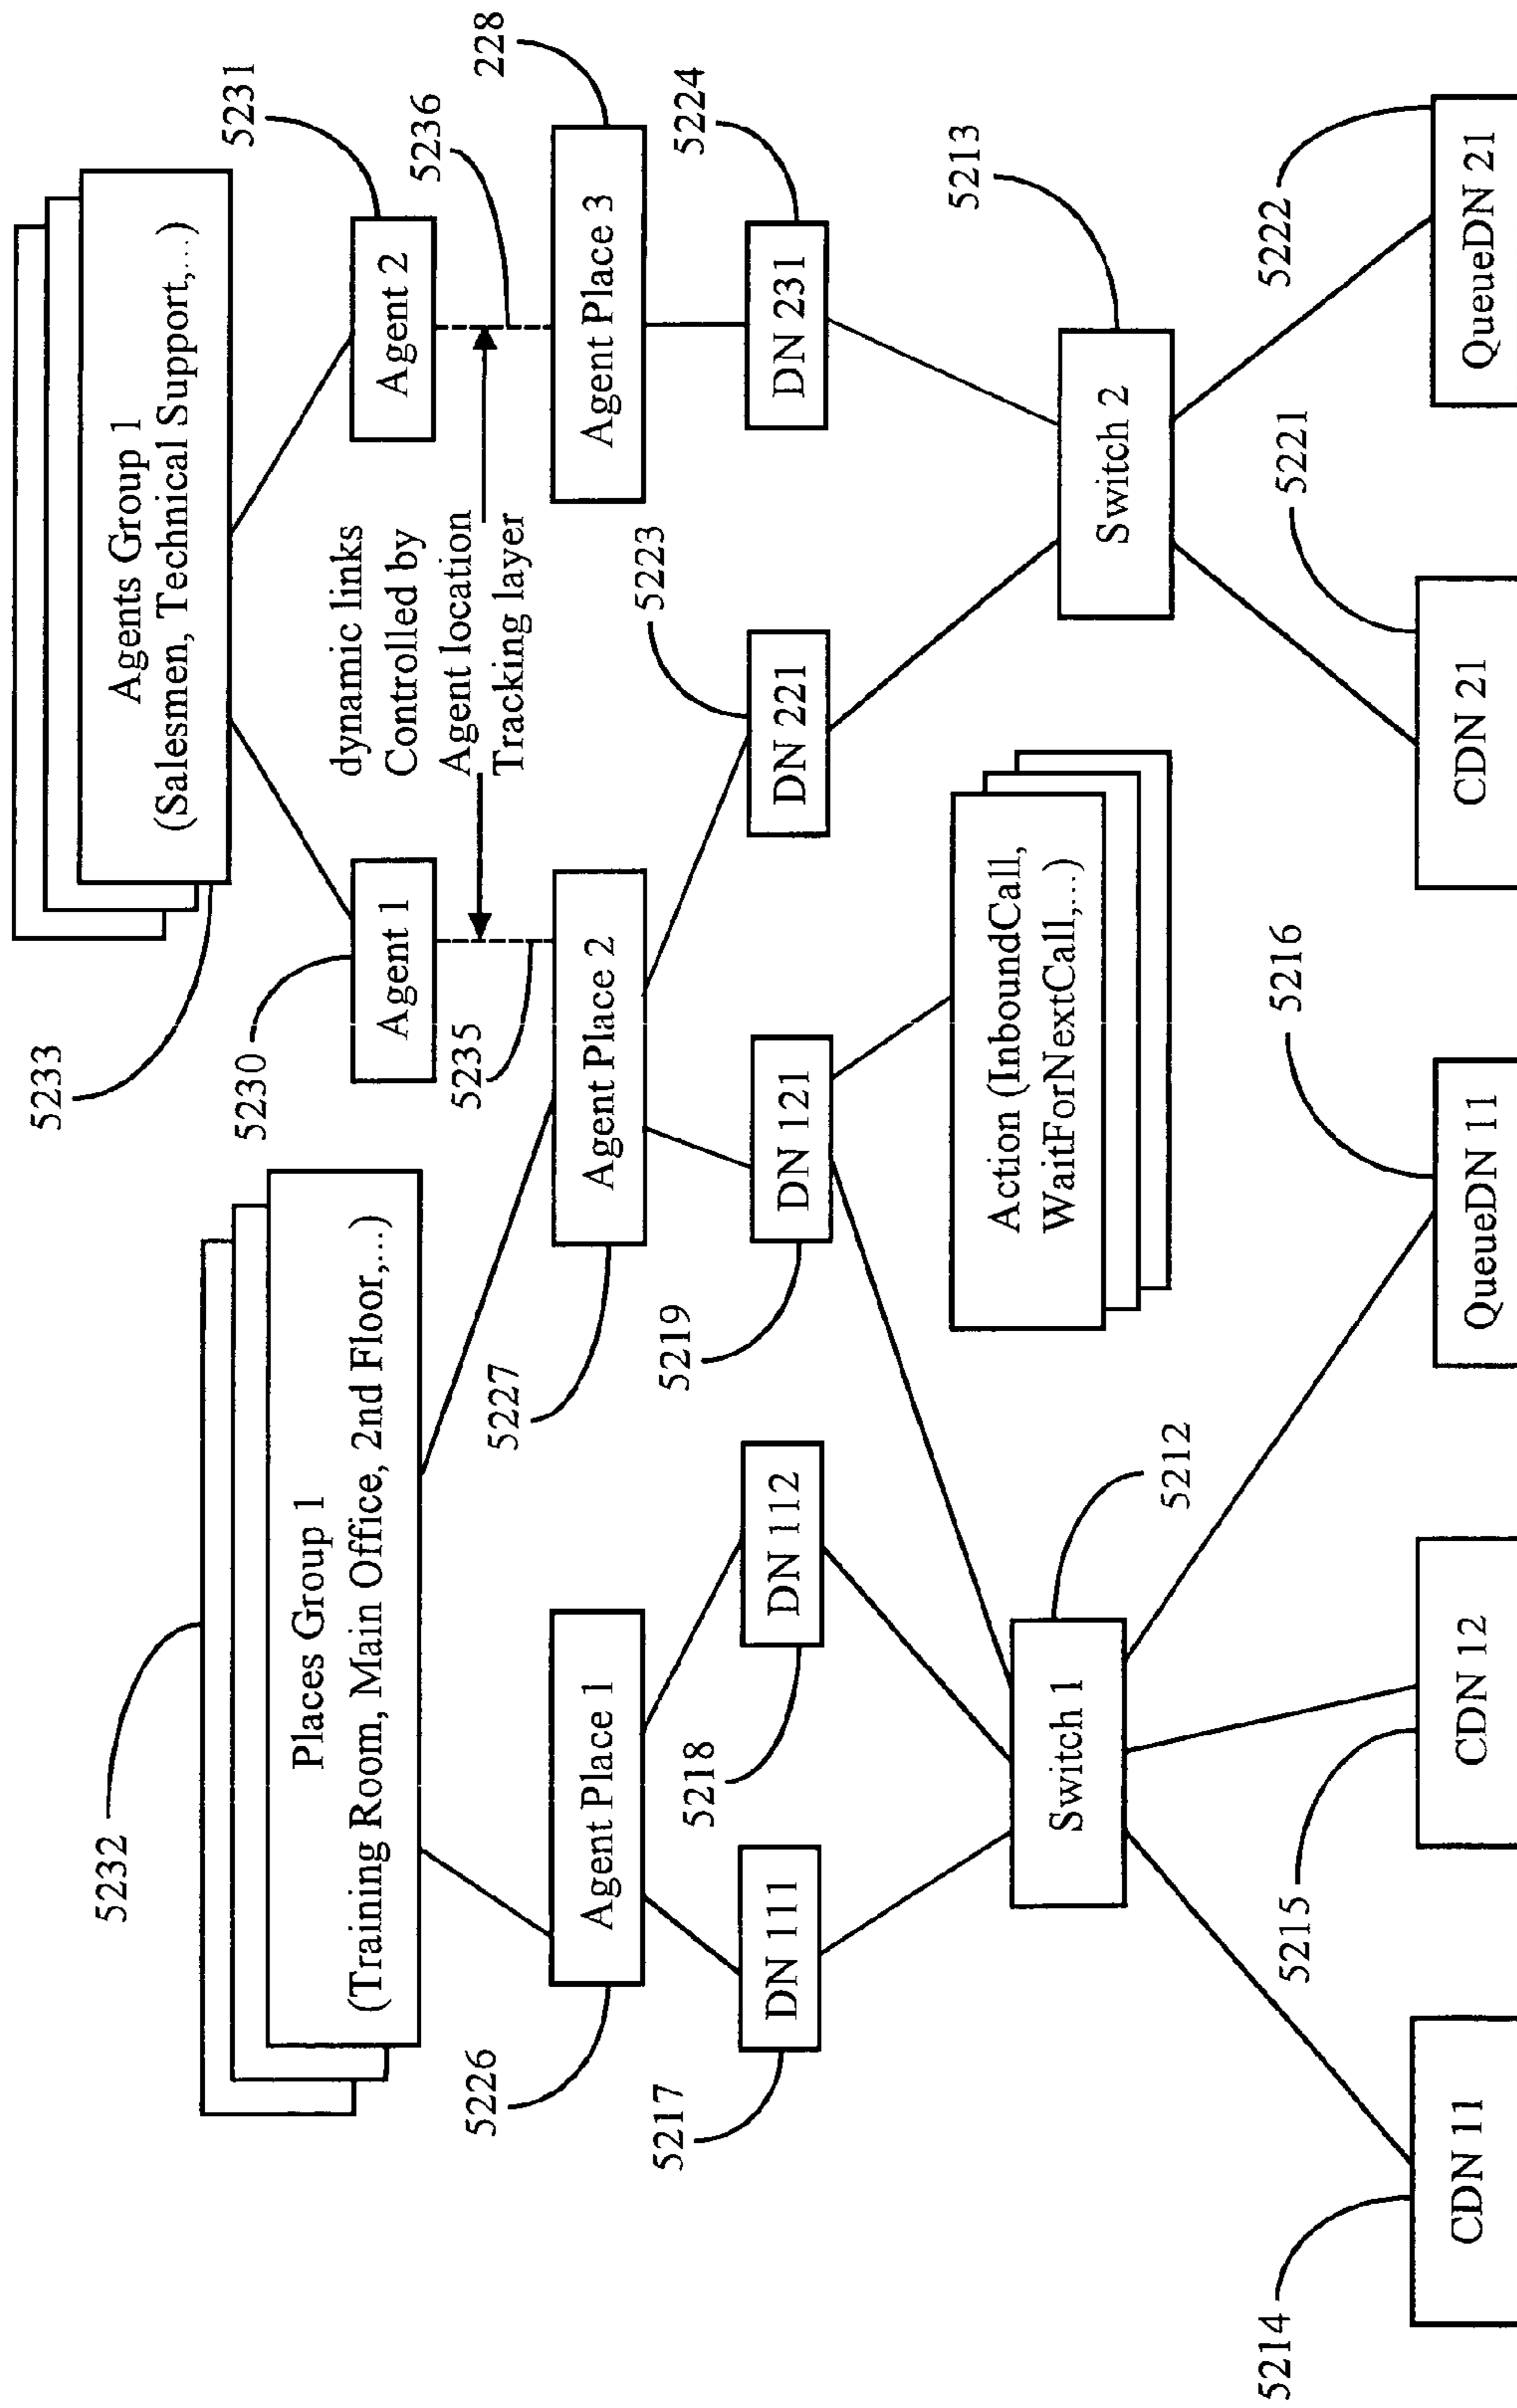 5233
Agents Group 1
(Salesmen, Technical Support,...)
5232
Places Group 1
(Training Room, Main Office, 2nd Floor,...)
5230
Agent 1
dynamic links
Controlled by
Agent location
Tracking layer
Agent 2
5231
5235
5236
5226
Agent Place 1
5227
Agent Place 2
Agent Place 3
228
5217
DN 111
5218
DN 112
5219
DN 121
5223
DN 221
DN 231
5224
Action (InboundCall,
WaitForNextCall,...)
Switch 1
5212
Switch 2
5213
5214
CDN 11
5215
CDN 12
5216
QueueDN 11
5221
CDN 21
5222
QueueDN 21